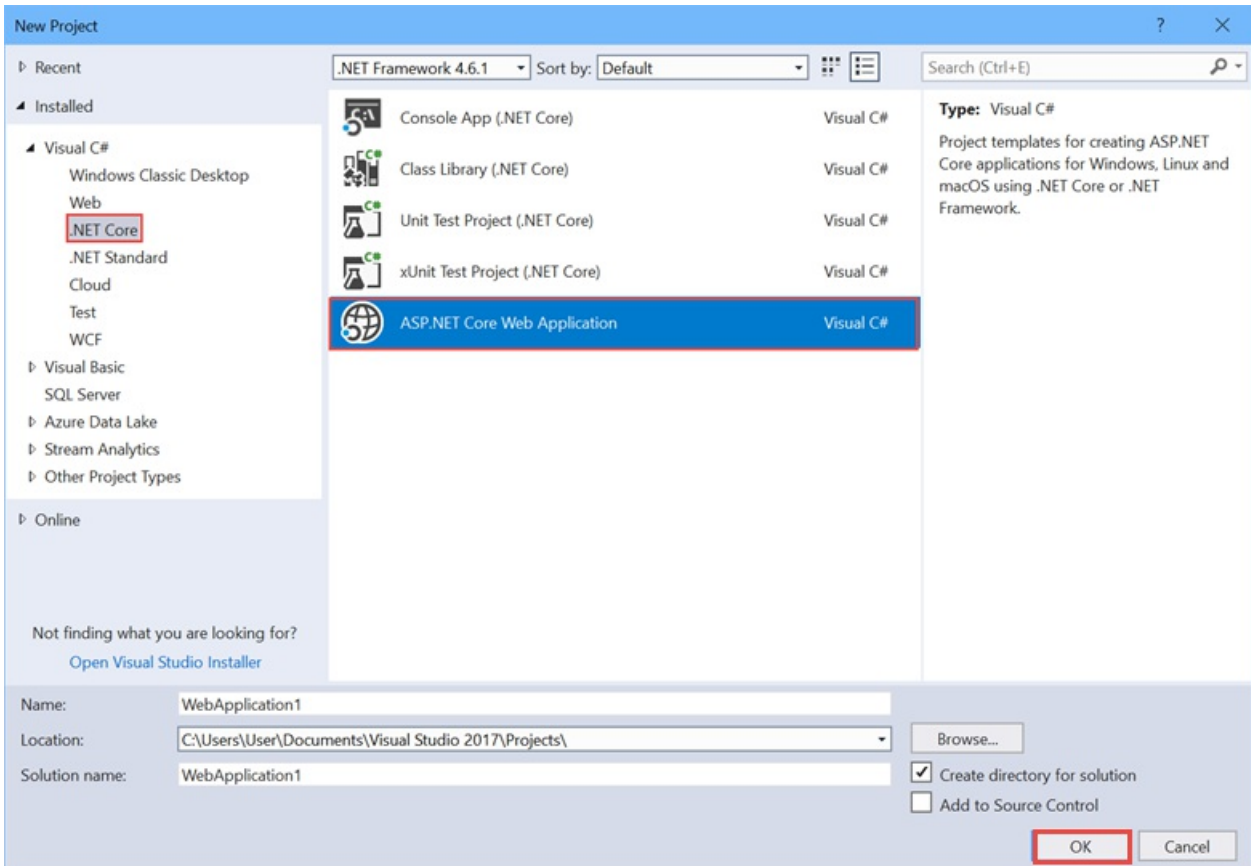 New Project
?
Recent
.NET Framework 4.6.1
Sort by: Default
Search (Ctrl+E)
Installed
Visual C#
Windows Classic Desktop
Web
.NET Core
.NET Standard
Cloud
Test
WCF
Visual Basic
SQL Server
Azure Data Lake
Stream Analytics
Other Project Types
Online
Not finding what you are looking for?
Open Visual Studio Installer
Console App (.NET Core) Visual C#
Class Library (.NET Core) Visual C#
Unit Test Project (.NET Core) Visual C#
xUnit Test Project (.NET Core) Visual C#
ASP.NET Core Web Application Visual C#
Type: Visual C#
Project templates for creating ASP.NET
Core applications for Windows, Linux and
macOS using .NET Core or .NET
Framework.
Name: WebApplication1
Location: C:\Users\User\Documents\Visual Studio 2017\Projects\
Browse...
Solution name: WebApplication1
Create directory for solution
Add to Source Control
OK
Cancel